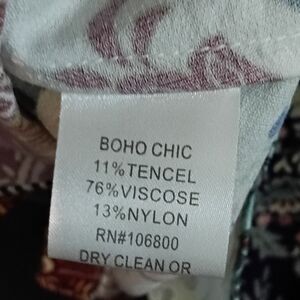 BOHO CHIC
11%TENCEL
76%VISCOSE
13%NYLON
RN#106800
DRY CLEAN OR